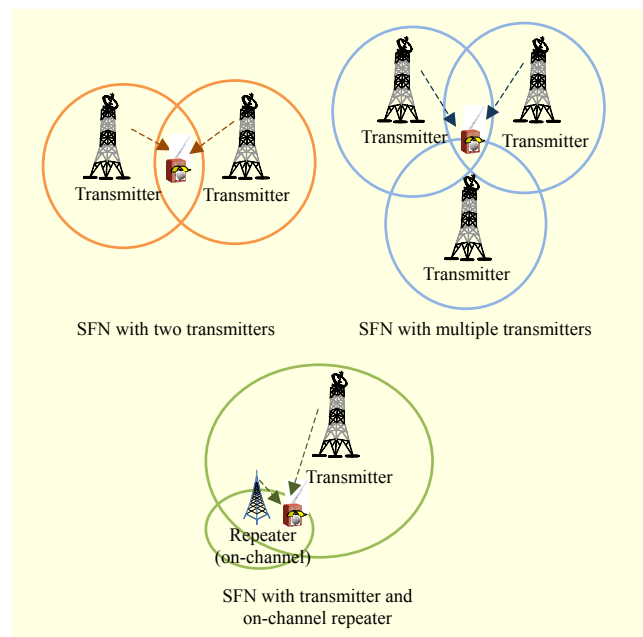 Transmitter
Transmitter
SFN with two transmitters
Transmitter
Transmitter
Transmitter
SFN with multiple transmitters
Transmitter
Repeater
(on-channel)
SFN with transmitter and
on-channel repeater